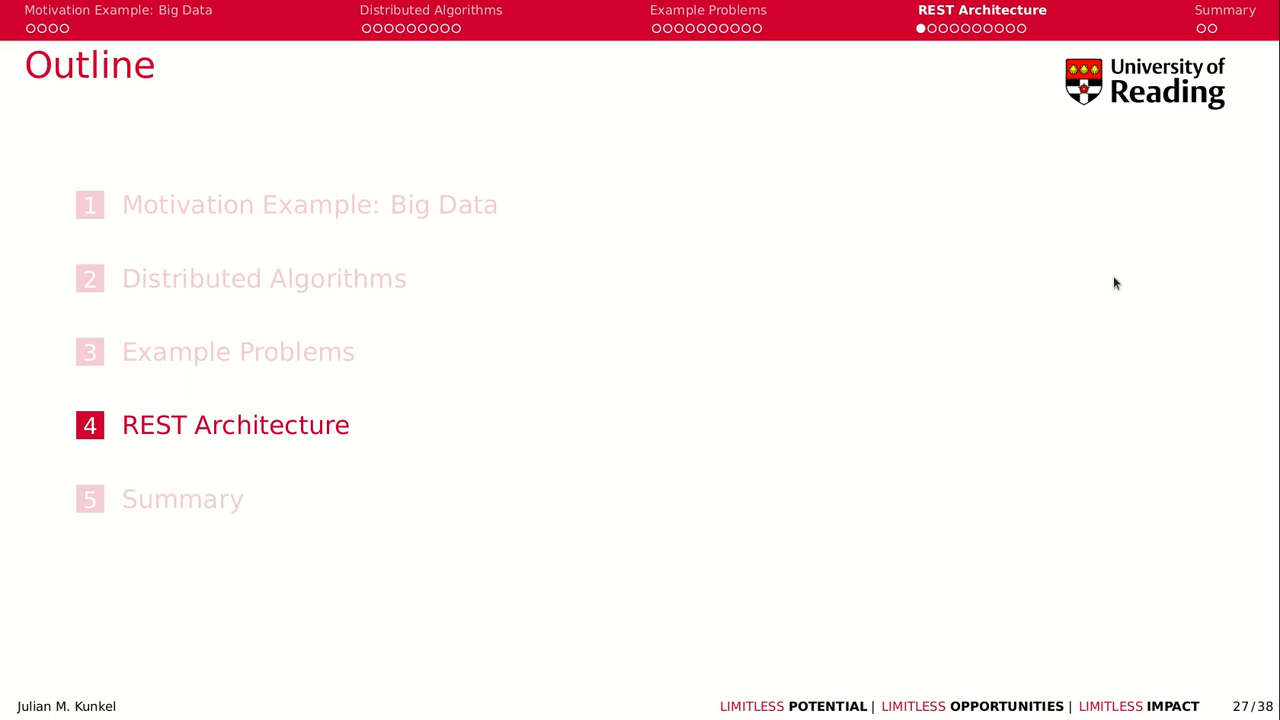 Motivation Example: Big Data Distributed Algorithms Example Problems REST Architecture Summary
Outline
University of
Reading
1 Motivation Example: Big Data
2 Distributed Algorithms
3 Example Problems
4 REST Architecture
5 Summary
Julian M. Kunkel LIMITLESS POTENTIAL | LIMITLESS OPPORTUNITIES | LIMITLESS IMPACT 27/38